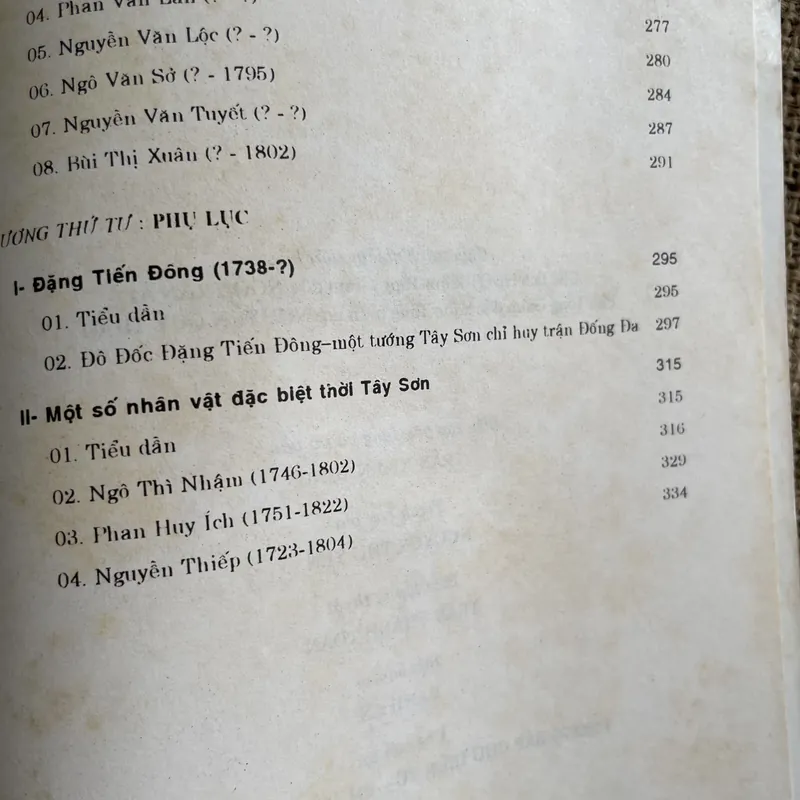 04. Phan Văn Lân (? - ?) 277
05. Nguyễn Văn Lộc (? - ?) 280
06. Ngô Văn Sở (? - 1795) 284
07. Nguyễn Văn Tuyết (? - ?) 287
08. Bùi Thị Xuân (? - 1802) 291
ƯƠNG THỨ TƯ : PHỤ LỤC
I- Đặng Tiến Đông (1738-?) 295
01. Tiểu dẫn 295
02. Đô Đốc Đặng Tiến Đông–một tướng Tây Sơn chỉ huy trận Đống Đa 297
II- Một số nhân vật đặc biệt thời Tây Sơn 315
01. Tiểu dẫn 315
02. Ngô Thì Nhậm (1746-1802) 316
03. Phan Huy Ích (1751-1822) 329
04. Nguyễn Thiếp (1723-1804) 334